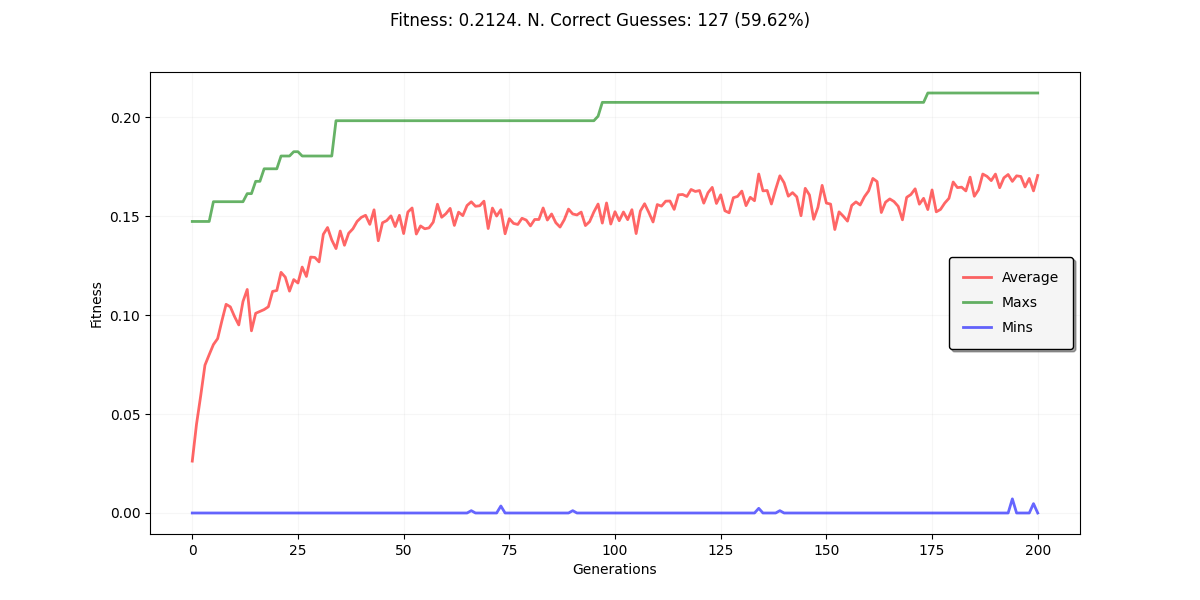 Fitness: 0.2124. N. Correct Guesses: 127 (59.62%)
0.20
0.15
0.10
0.05
0.00
Fitness
Average
Maxs
Mins
0 25 50 75 100 125 150 175 200
Generations